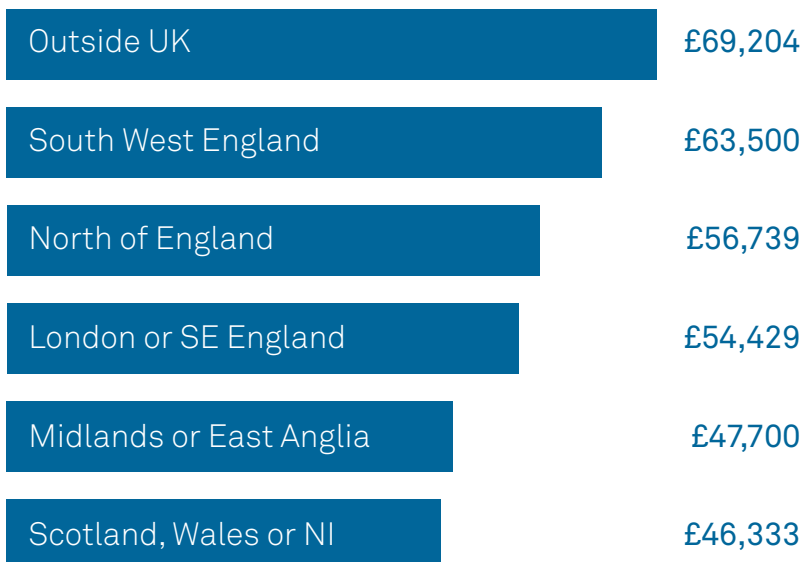 Outside UK £69,204
South West England £63,500
North of England £56,739
London or SE England £54,429
Midlands or East Anglia £47,700
Scotland, Wales or NI £46,333